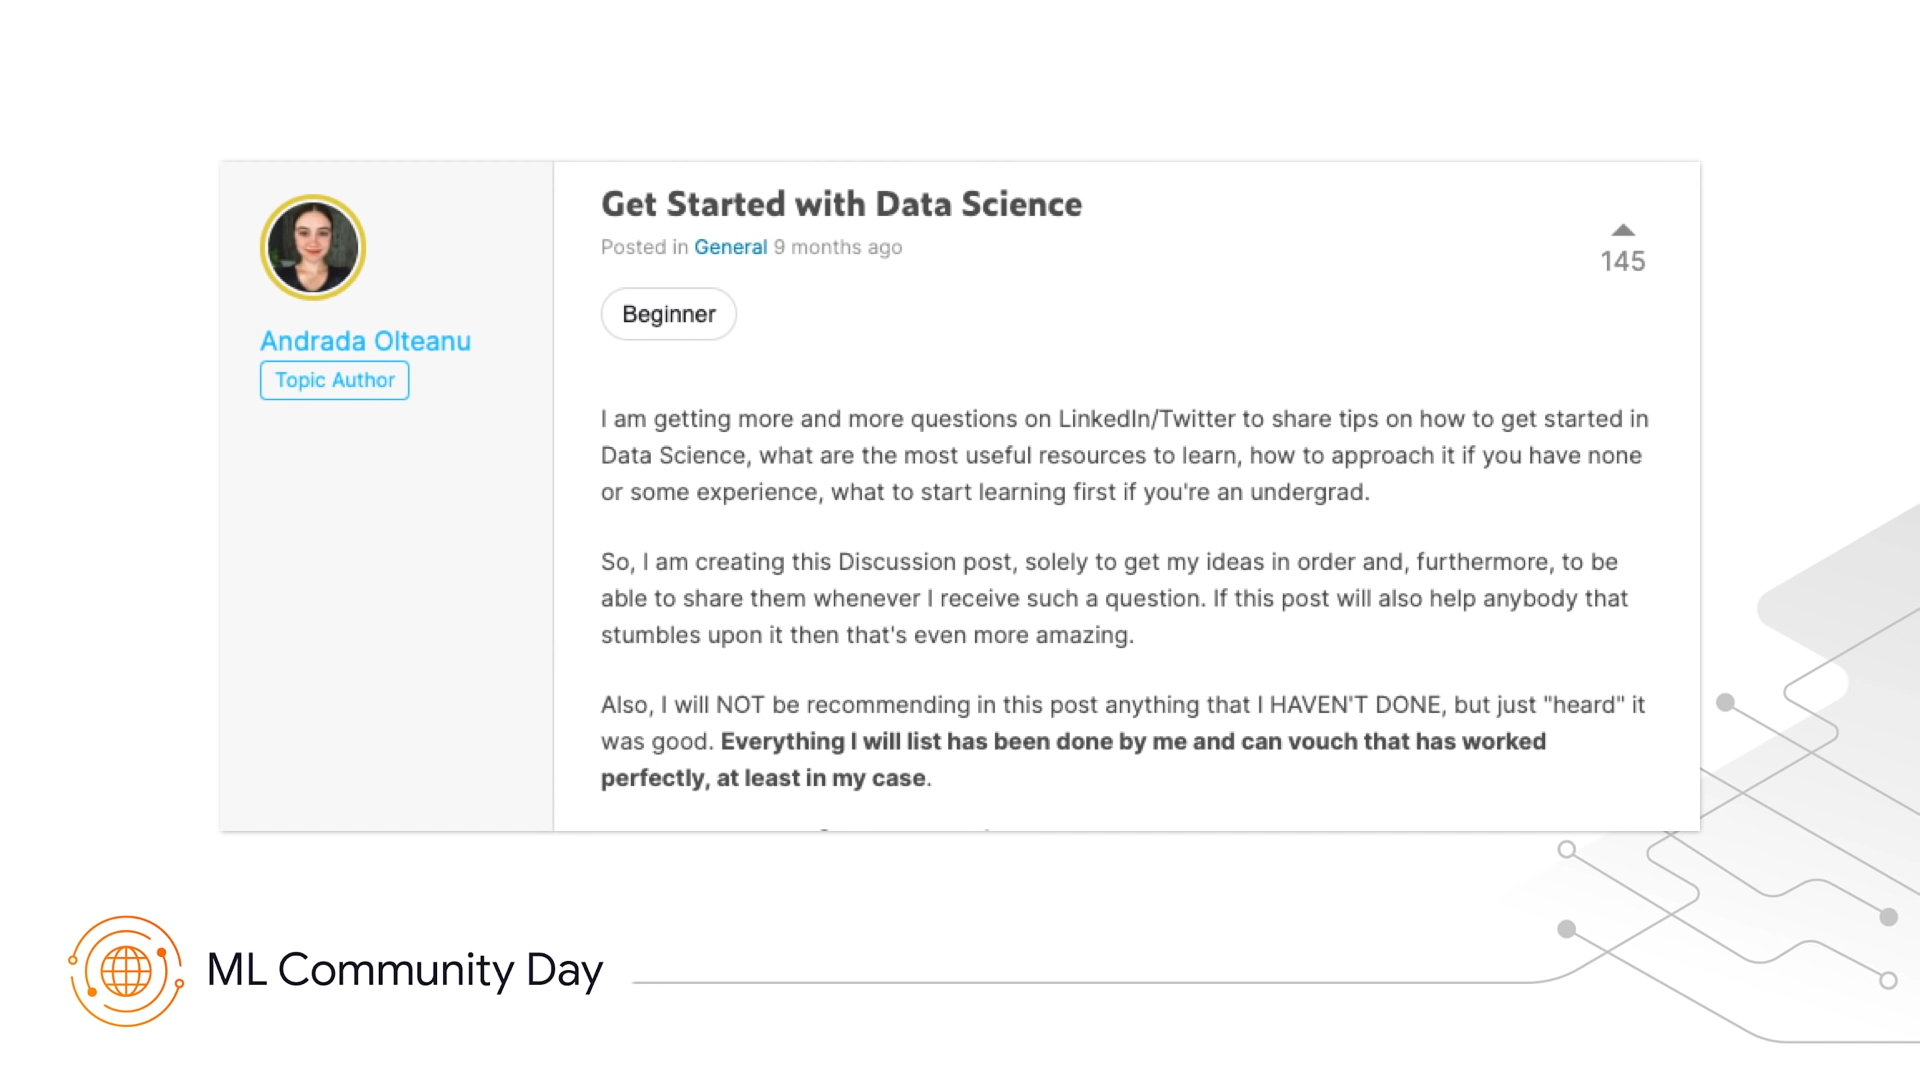 Andrada Olteanu
Topic Author
Get Started with Data Science
Posted in General 9 months ago
145
Beginner
I am getting more and more questions on LinkedIn/Twitter to share tips on how to get started in
Data Science, what are the most useful resources to learn, how to approach it if you have none
or some experience, what to start learning first if you're an undergrad.
So, I am creating this Discussion post, solely to get my ideas in order and, furthermore, to be
able to share them whenever I receive such a question. If this post will also help anybody that
stumbles upon it then that's even more amazing.
Also, I will NOT be recommending in this post anything that I HAVEN'T DONE, but just "heard" it
was good. Everything I will list has been done by me and can vouch that has worked
perfectly, at least in my case.
ML Community Day